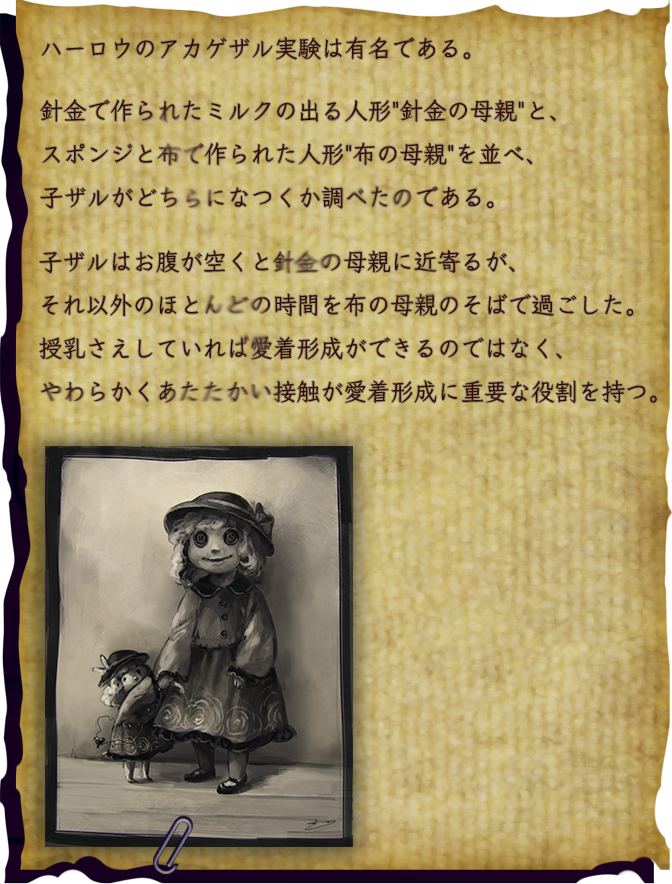 ハーロウのアカゲザル実験は有名である。
針金で作られたミルクの出る人形"針金の母親"と、
スポンジと布で作られた人形"布の母親"を並べ、
子ザルがどちらになつくか調べたのである。
子ザルはお腹が空くと針金の母親に近寄るが、
それ以外のほとんどの時間を布の母親のそばで過ごした。
授乳さえしていれば愛着形成ができるのではなく、
やわらかくあたたかい接触が愛着形成に重要な役割を持つ。